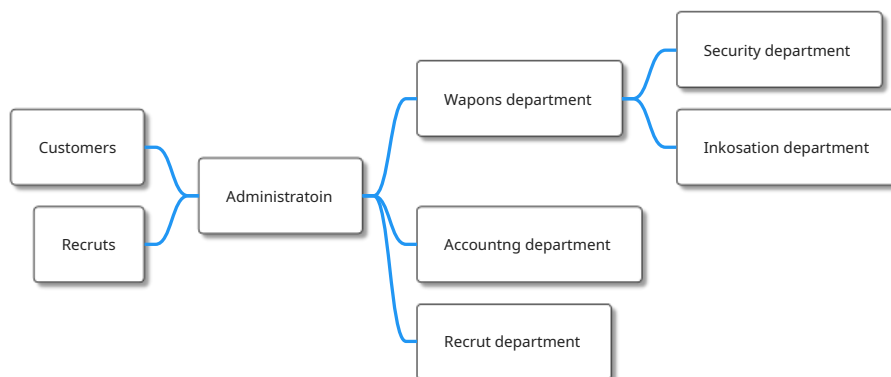 Security department
Wapons department
Customers
Inkosation department
Administratoin
Recruts
Accountng department
Recrut department